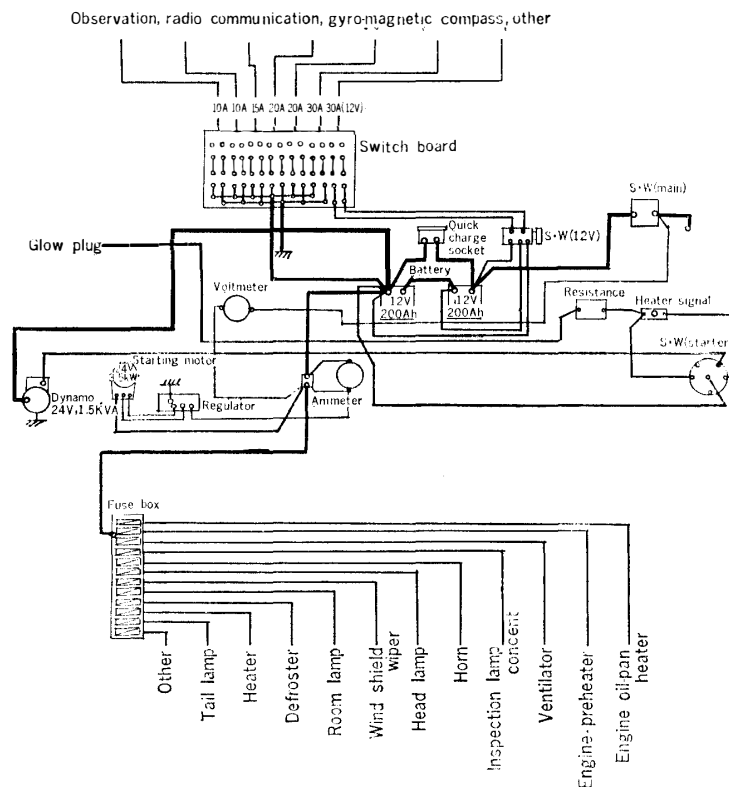 Observation, radio communication, gyro-magnetic compass, other
10A 10A 15A 20A 20A 30A 30A(12V)
Switch board
S·W(main)
Quick
charge
socket
S·W(12V)
Glow plug
Battery
Voltmeter
12V
200Ah
12V
200Ah
Resistance
Heater signal
S·W(starter
Starting motor
Dynamo
24V,1.5KVA
Regulator
Ammeter
Fuse box
Other
Tail lamp
Heater
Defroster
Room lamp
Wind shield
wiper
Head lamp
Horn
Inspection lamp
concent
Ventilator
Engine-preheater
Engine oil-pan
heater